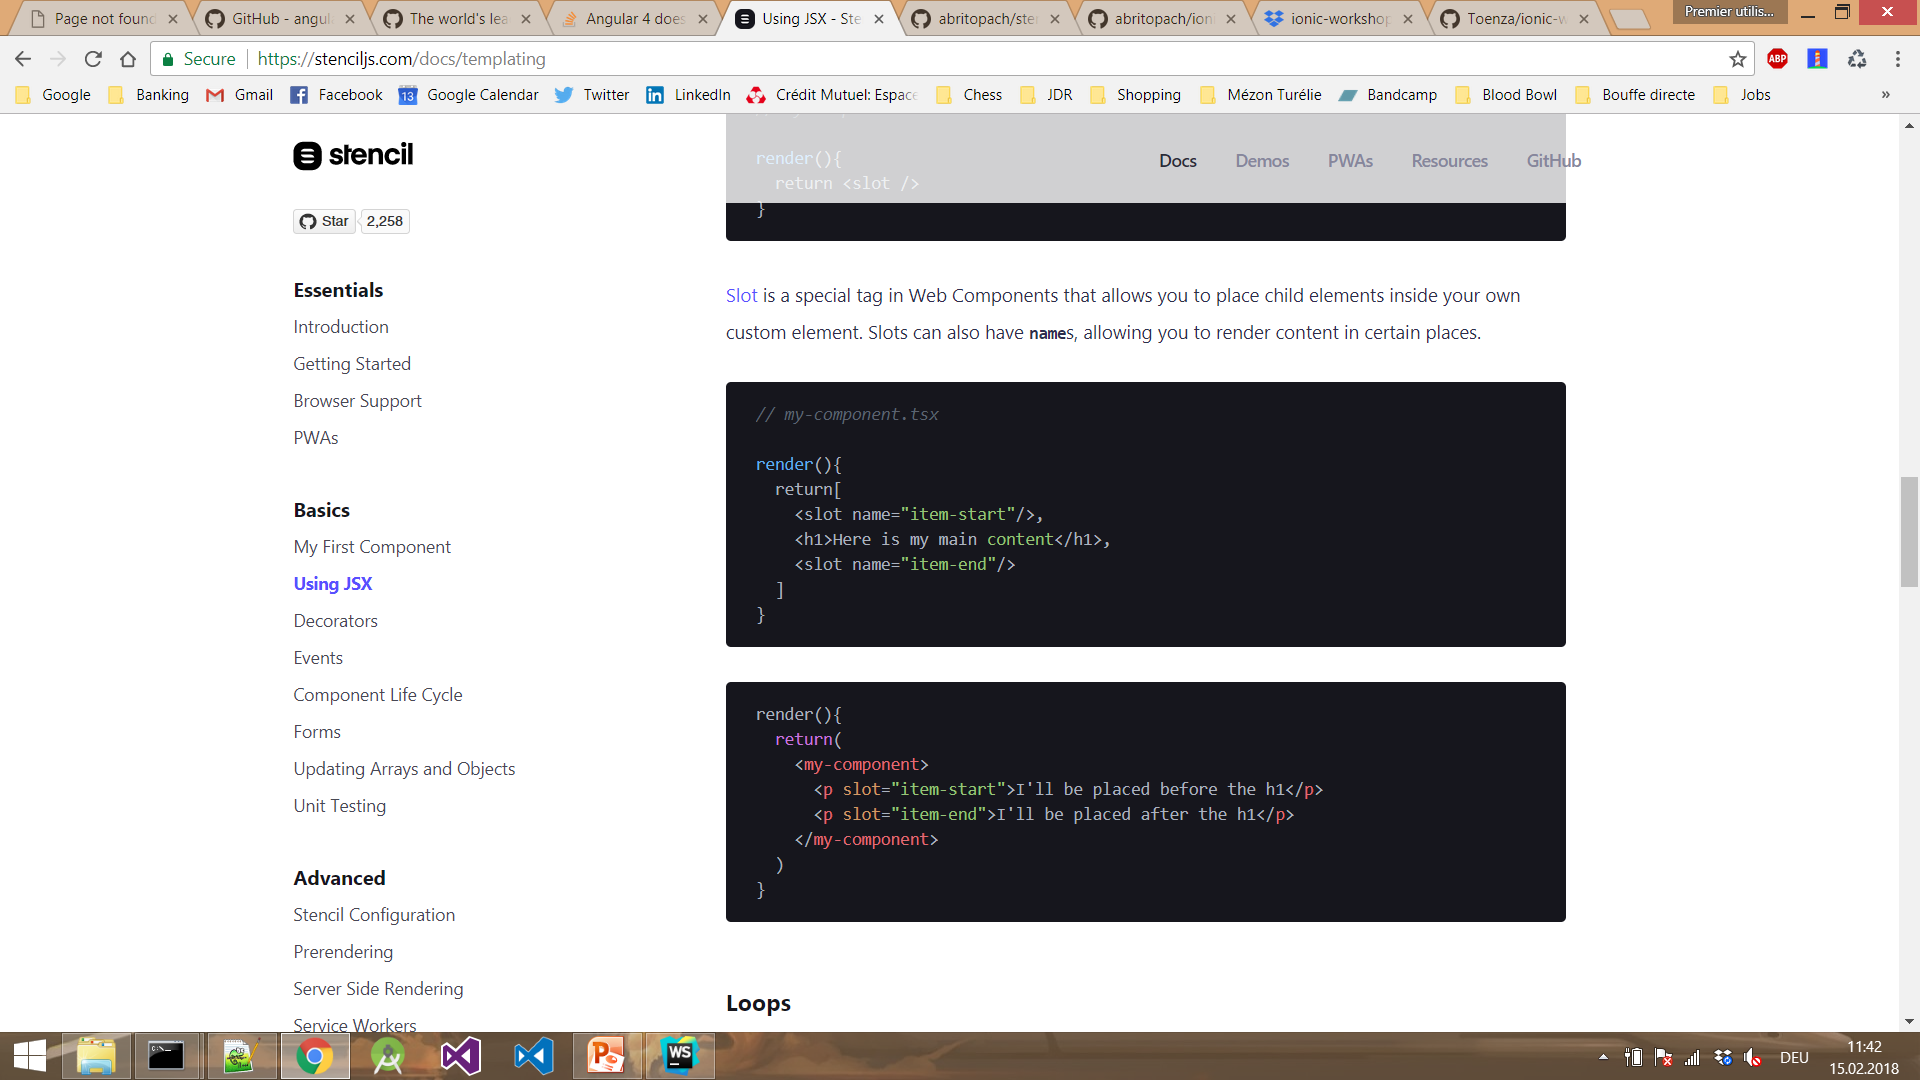 Page not found
GitHub - angul
The world's lea
Angular 4 does
Using JSX - Ste
abritopach/ste
abritopach/ion
ionic-workshop
Toenza/ionic-w
Premier utilis...
Secure
https://stenciljs.com/docs/templating
ABP
Google
Banking
Gmail
Facebook
13
Google Calendar
Twitter
LinkedIn
Crédit Mutuel: Espace
Chess
JDR
Shopping
Mézon Turélie
Bandcamp
Blood Bowl
Bouffe directe
Jobs
»
stencil
Docs
Demos
PWAs
Resources
GitHub
Star
2,258
Essentials
Introduction
Getting Started
Browser Support
PWAs
Basics
My First Component
Using JSX
Decorators
Events
Component Life Cycle
Forms
Updating Arrays and Objects
Unit Testing
Advanced
Stencil Configuration
Prerendering
Server Side Rendering
Service Workers
render(){
return <slot />
}
Slot is a special tag in Web Components that allows you to place child elements inside your own
custom element. Slots can also have names, allowing you to render content in certain places.
// my-component.tsx
render(){
return[
<slot name="item-start"/>,
<h1>Here is my main content</h1>,
<slot name="item-end"/>
]
}
render(){
return(
<my-component>
<p slot="item-start">I'll be placed before the h1</p>
<p slot="item-end">I'll be placed after the h1</p>
</my-component>
)
}
Loops
WS
DEU
11:42
15.02.2018